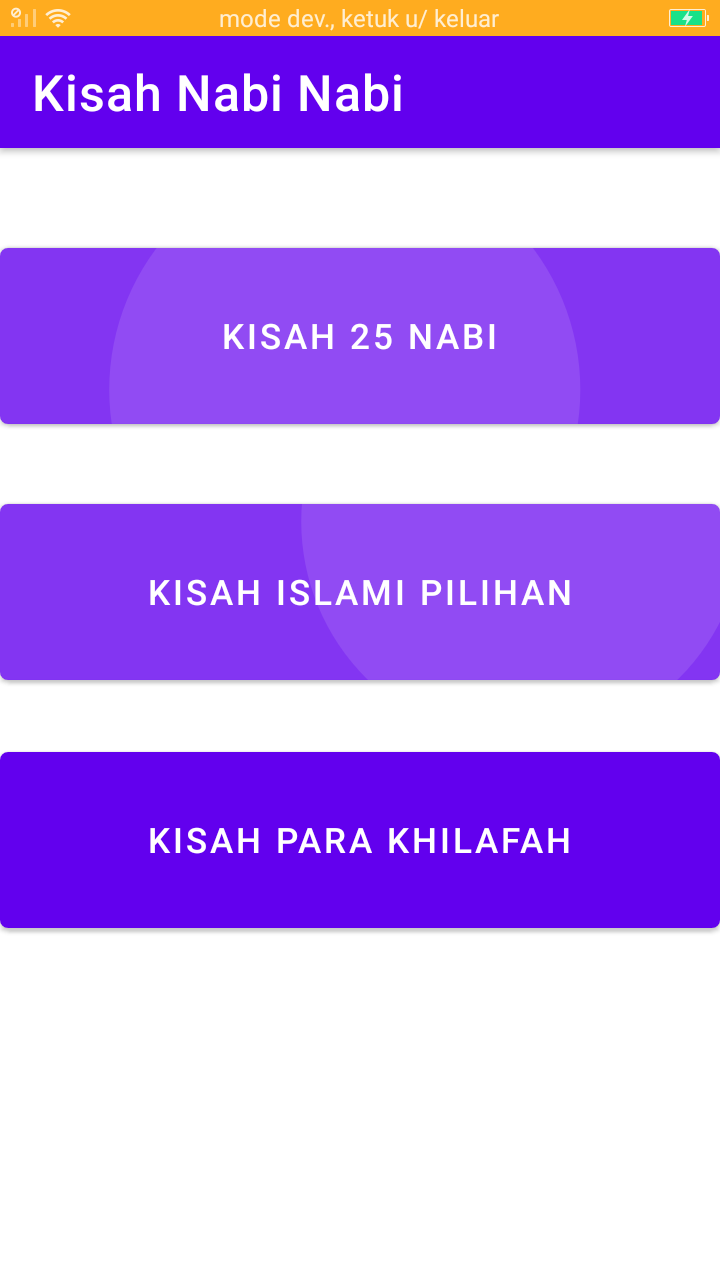 mode dev., ketuk u/ keluar
Kisah Nabi Nabi
KISAH 25 NABI
KISAH ISLAMI PILIHAN
KISAH PARA KHILAFAH